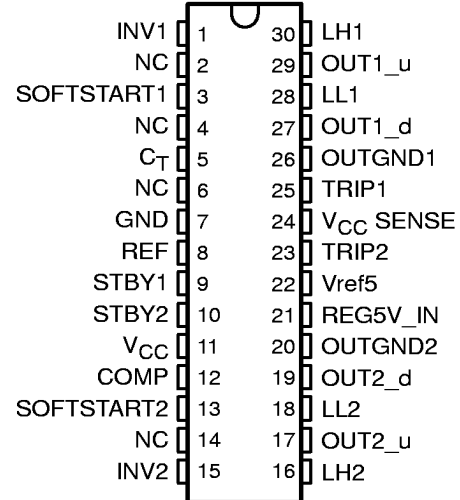 INV1 1 30 LH1
NC 2 29 OUT1_u
SOFTSTART1 3 28 LL1
NC 4 27 OUT1_d
CT 5 26 OUTGND1
NC 6 25 TRIP1
GND 7 24 VCC SENSE
REF 8 23 TRIP2
STBY1 9 22 Vref5
STBY2 10 21 REG5V_IN
VCC 11 20 OUTGND2
COMP 12 19 OUT2_d
SOFTSTART2 13 18 LL2
NC 14 17 OUT2_u
INV2 15 16 LH2